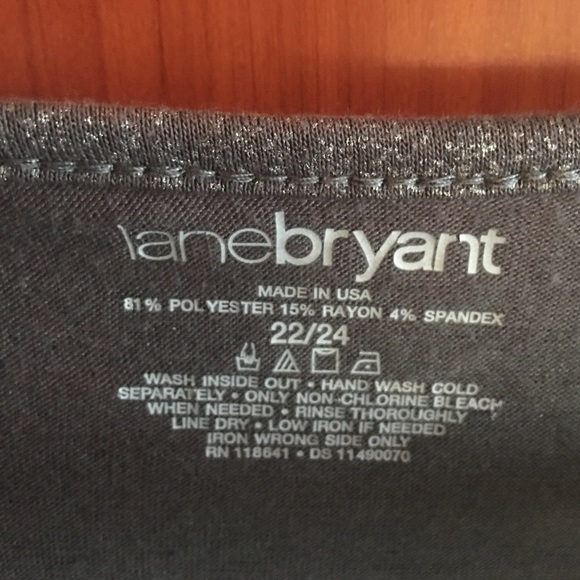 lanebryant
MADE IN USA
81% POLYESTER 15% RAYON 4% SPANDEX
22/24
WASH INSIDE OUT • HAND WASH COLD
SEPARATELY • ONLY NON-CHLORINE BLEACH
WHEN NEEDED • RINSE THOROUGHLY
LINE DRY • LOW IRON IF NEEDED
IRON WRONG SIDE ONLY
RN 118641 • DS 11490070